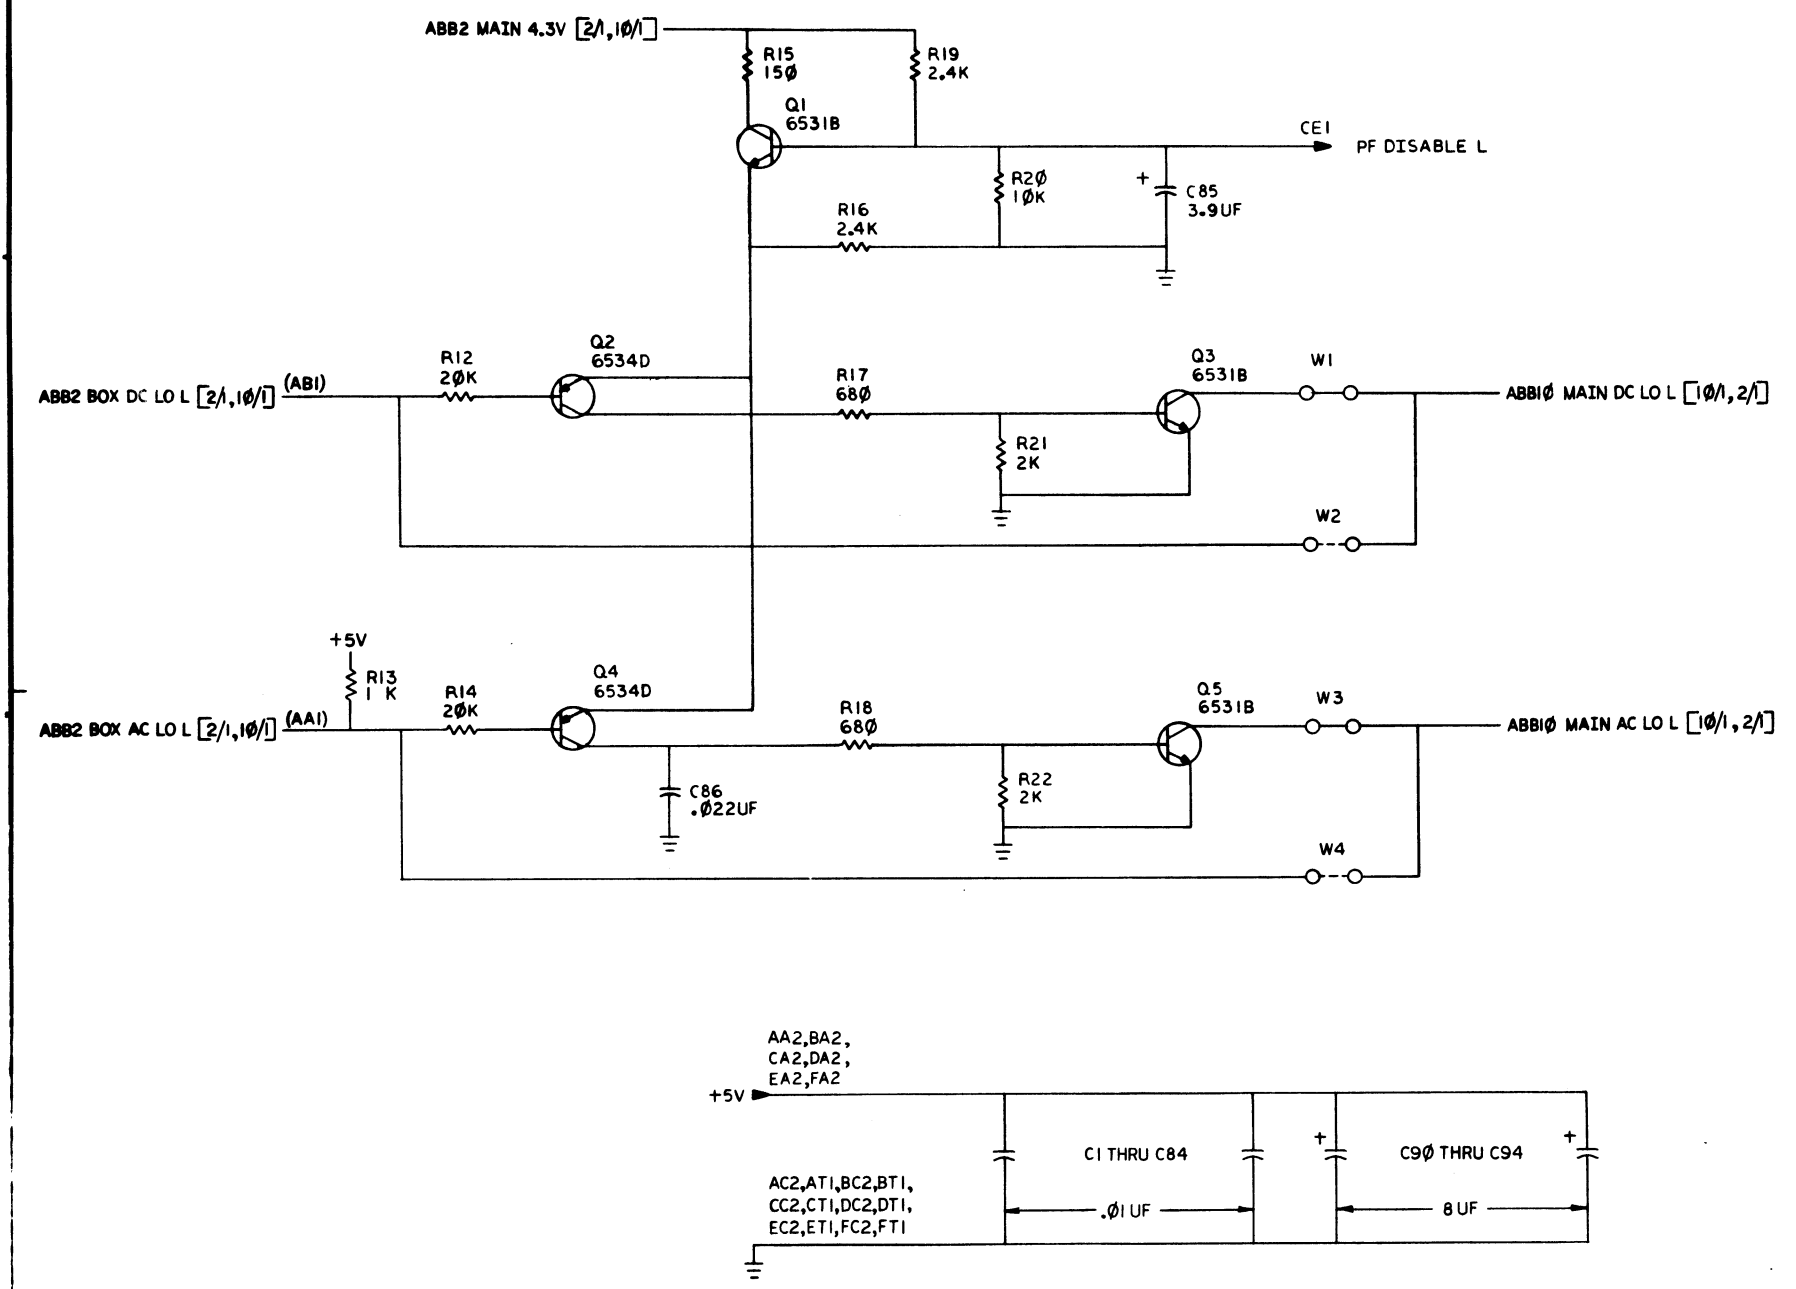 ABB2 MAIN 4.3V [2/1,1Ø/1]
R15
15Ø
R19
2.4K
Q1
6531B
CE1
PF DISABLE L
R2Ø
1ØK
+
C85
3.9UF
R16
2.4K
Q2
6534D
R12
2ØK
ABB2 BOX DC LO L [2/1,1Ø/1]
(AB1)
R17
68Ø
Q3
6531B
W1
ABB1Ø MAIN DC LO L [1Ø/1,2/1]
R21
2K
W2
+5V
R13
1 K
R14
2ØK
ABB2 BOX AC LO L [2/1,1Ø/1]
(AA1)
Q4
6534D
R18
68Ø
Q5
6531B
W3
ABB1Ø MAIN AC LO L [1Ø/1,2/1]
C86
.Ø22UF
R22
2K
W4
AA2,BA2,
CA2,DA2,
EA2,FA2
+5V
C1 THRU C84
+
C9Ø THRU C94
+
AC2,AT1,BC2,BT1,
CC2,CT1,DC2,DT1,
EC2,ET1,FC2,FT1
.Ø1UF
8UF